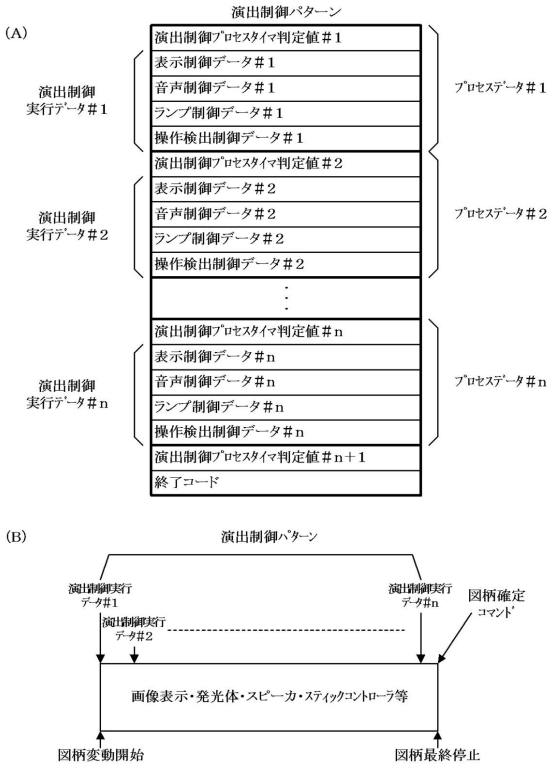 演出制御パターン
(A)
演出制御プロセスタイマ判定値#1
表示制御データ#1
音声制御データ#1
ランプ制御データ#1
操作検出制御データ#1
演出制御
実行データ#1
プロセスデータ#1
演出制御プロセスタイマ判定値#2
表示制御データ#2
音声制御データ#2
ランプ制御データ#2
操作検出制御データ#2
演出制御
実行データ#2
プロセスデータ#2
・・・
演出制御プロセスタイマ判定値#n
表示制御データ#n
音声制御データ#n
ランプ制御データ#n
操作検出制御データ#n
演出制御
実行データ#n
プロセスデータ#n
演出制御プロセスタイマ判定値#n+1
終了コード
(B)
演出制御パターン
演出制御実行
データ#1
演出制御実行
データ#2
演出制御実行
データ#n
図柄確定
コマンド
画像表示・発光体・スピーカ・スティックコントローラ等
図柄変動開始
図柄最終停止